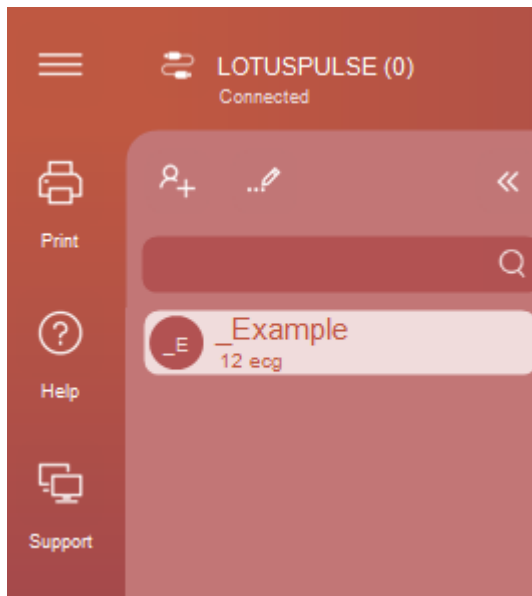 LOTUSPULSE (0)
Connected
Print
_Example
_E
12 ecg
Help
Support